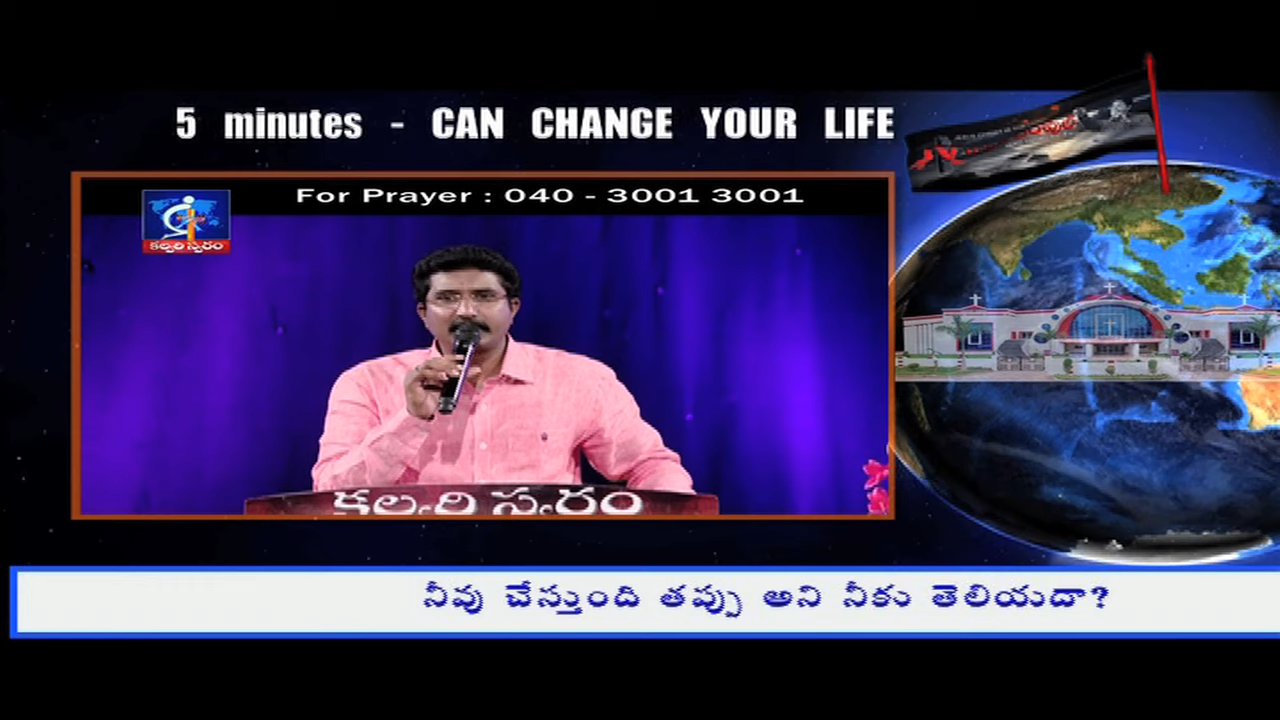 5 minutes - CAN CHANGE YOUR LIFE
For Prayer : 040 - 3001 3001
కల్వరి స్వరం
కల్వరి స్వరం
నీవు చేస్తుంది తప్పు అని నీకు తెలియదా?